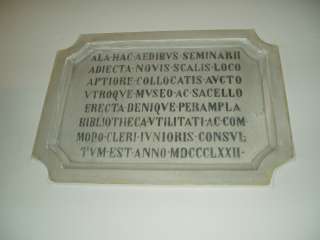 ALA·HAC·AEDIBVS·SEMINARII
ADIECTA·NOVIS·SCALIS·LOCO
APTIORE·COLLOCATIS·AVCTO
VTROQVE·MVSEO·AC·SACELLO
ERECTA·DENIQVE·PERAMPLA
BIBLIOTHECA·VTILITATI·AC·COM
MODO·CLERI·IVNIORIS·CONSVL
TVM·EST·ANNO·MDCCCLXXII·